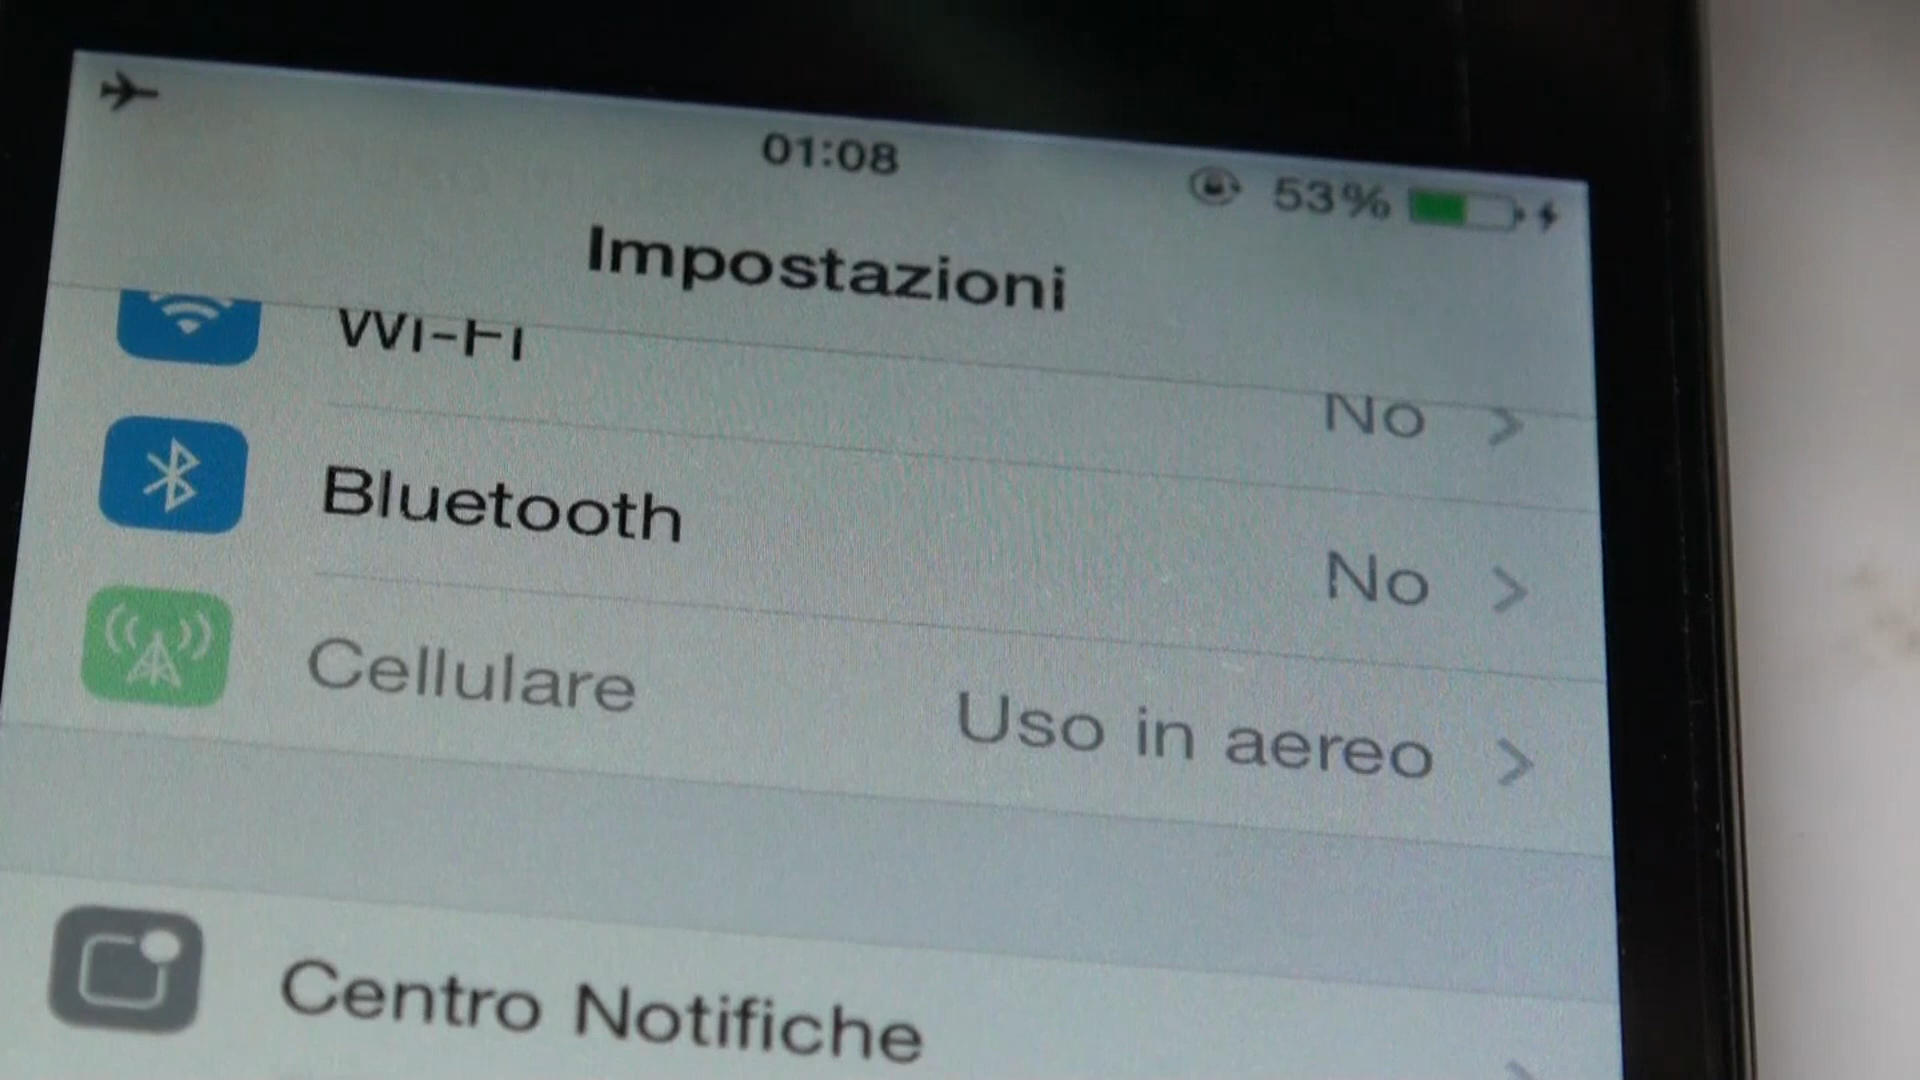 01:08
53%
Impostazioni
Wi-Fi No
Bluetooth No
Cellulare Uso in aereo
Centro Notifiche